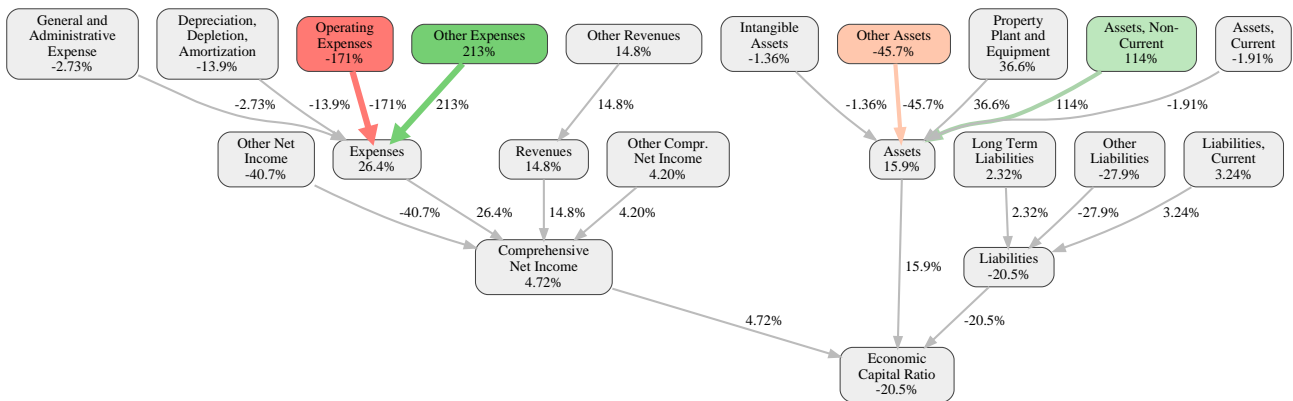 General and
Administrative
Expense
-2.73%
Depreciation,
Depletion,
Amortization
-13.9%
Operating
Expenses
-171%
Other Expenses
213%
Other Revenues
14.8%
Intangible
Assets
-1.36%
Other Assets
-45.7%
Property
Plant and
Equipment
36.6%
Assets, Non-
Current
114%
Assets,
Current
-1.91%
-2.73%
-13.9%
-171%
213%
14.8%
-1.36%
-45.7%
36.6%
114%
-1.91%
Other Net
Income
-40.7%
Expenses
26.4%
Revenues
14.8%
Other Compr.
Net Income
4.20%
Assets
15.9%
Long Term
Liabilities
2.32%
Other
Liabilities
-27.9%
Liabilities,
Current
3.24%
-40.7%
26.4%
14.8%
4.20%
2.32%
-27.9%
3.24%
Comprehensive
Net Income
4.72%
15.9%
Liabilities
-20.5%
4.72%
-20.5%
Economic
Capital Ratio
-20.5%